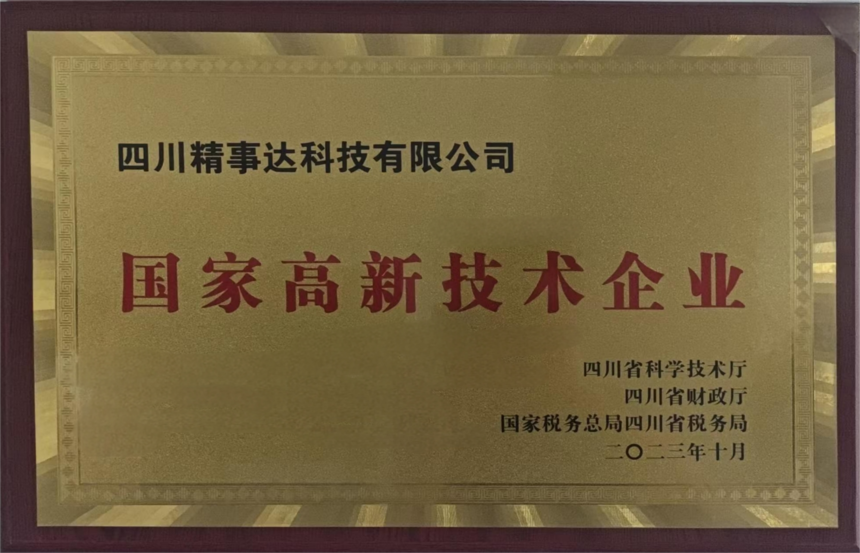 四川精事达科技有限公司
国家高新技术企业
四川省科学技术厅
四川省财政厅
国家税务总局四川省税务局
二〇二三年十月